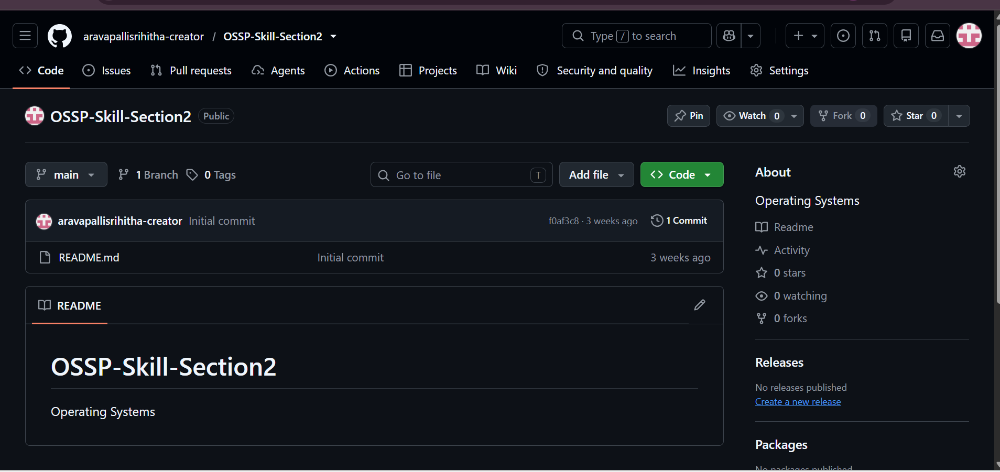 aravapallisrihitha-creator / OSSP-Skill-Section2
Type / to search
Code Issues Pull requests Agents Actions Projects Wiki Security and quality Insights Settings
OSSP-Skill-Section2 Public
Pin Watch 0 Fork 0 Star 0
main 1 Branch 0 Tags
Go to file T Add file Code
aravapallisrihitha-creator Initial commit f0af3c8 · 3 weeks ago 1 Commit
README.md Initial commit 3 weeks ago
README
OSSP-Skill-Section2
Operating Systems
About
Operating Systems
Readme
Activity
0 stars
0 watching
0 forks
Releases
No releases published
Create a new release
Packages
No packages published